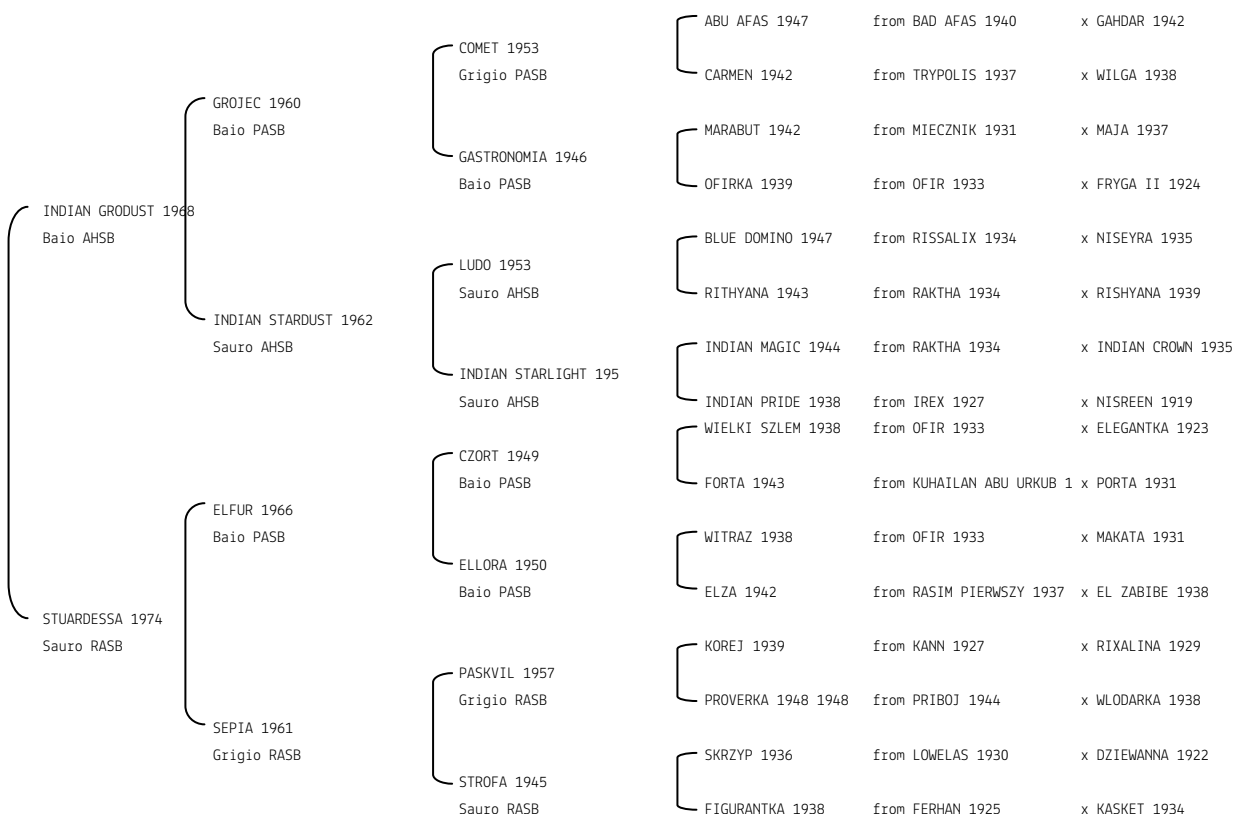 ABU AFAS 1947 from BAD AFAS 1940 x GAHDAR 1942
COMET 1953
Grigio PASB CARMEN 1942 from TRYPOLIS 1937 x WILGA 1938
GROJEC 1960
Baio PASB MARABUT 1942 from MIECZNIK 1931 x MAJA 1937
GASTRONOMIA 1946
Baio PASB OFIRKA 1939 from OFIR 1933 x FRYGA II 1924
INDIAN GRODUST 1968
Baio AHSB BLUE DOMINO 1947 from RISSALIX 1934 x NISEYRA 1935
LUDO 1953
Sauro AHSB RITHYANA 1943 from RAKTHA 1934 x RISHYANA 1939
INDIAN STARDUST 1962
Sauro AHSB INDIAN MAGIC 1944 from RAKTHA 1934 x INDIAN CROWN 1935
INDIAN STARLIGHT 195
Sauro AHSB INDIAN PRIDE 1938 from IREX 1927 x NISREEN 1919
WIELKI SZLEM 1938 from OFIR 1933 x ELEGANTKA 1923
CZORT 1949
Baio PASB FORTA 1943 from KUHAILAN ABU URKUB 1 x PORTA 1931
ELFUR 1966
Baio PASB WITRAZ 1938 from OFIR 1933 x MAKATA 1931
ELLORA 1950
Baio PASB ELZA 1942 from RASIM PIERWSZY 1937 x EL ZABIBE 1938
STUARDESSA 1974
Sauro RASB KOREJ 1939 from KANN 1927 x RIXALINA 1929
PASKVIL 1957
Grigio RASB PROVERKA 1948 1948 from PRIBOJ 1944 x WLODARKA 1938
SEPIA 1961
Grigio RASB SKRZYP 1936 from LOWELAS 1930 x DZIEWANNA 1922
STROFA 1945
Sauro RASB FIGURANTKA 1938 from FERHAN 1925 x KASKET 1934